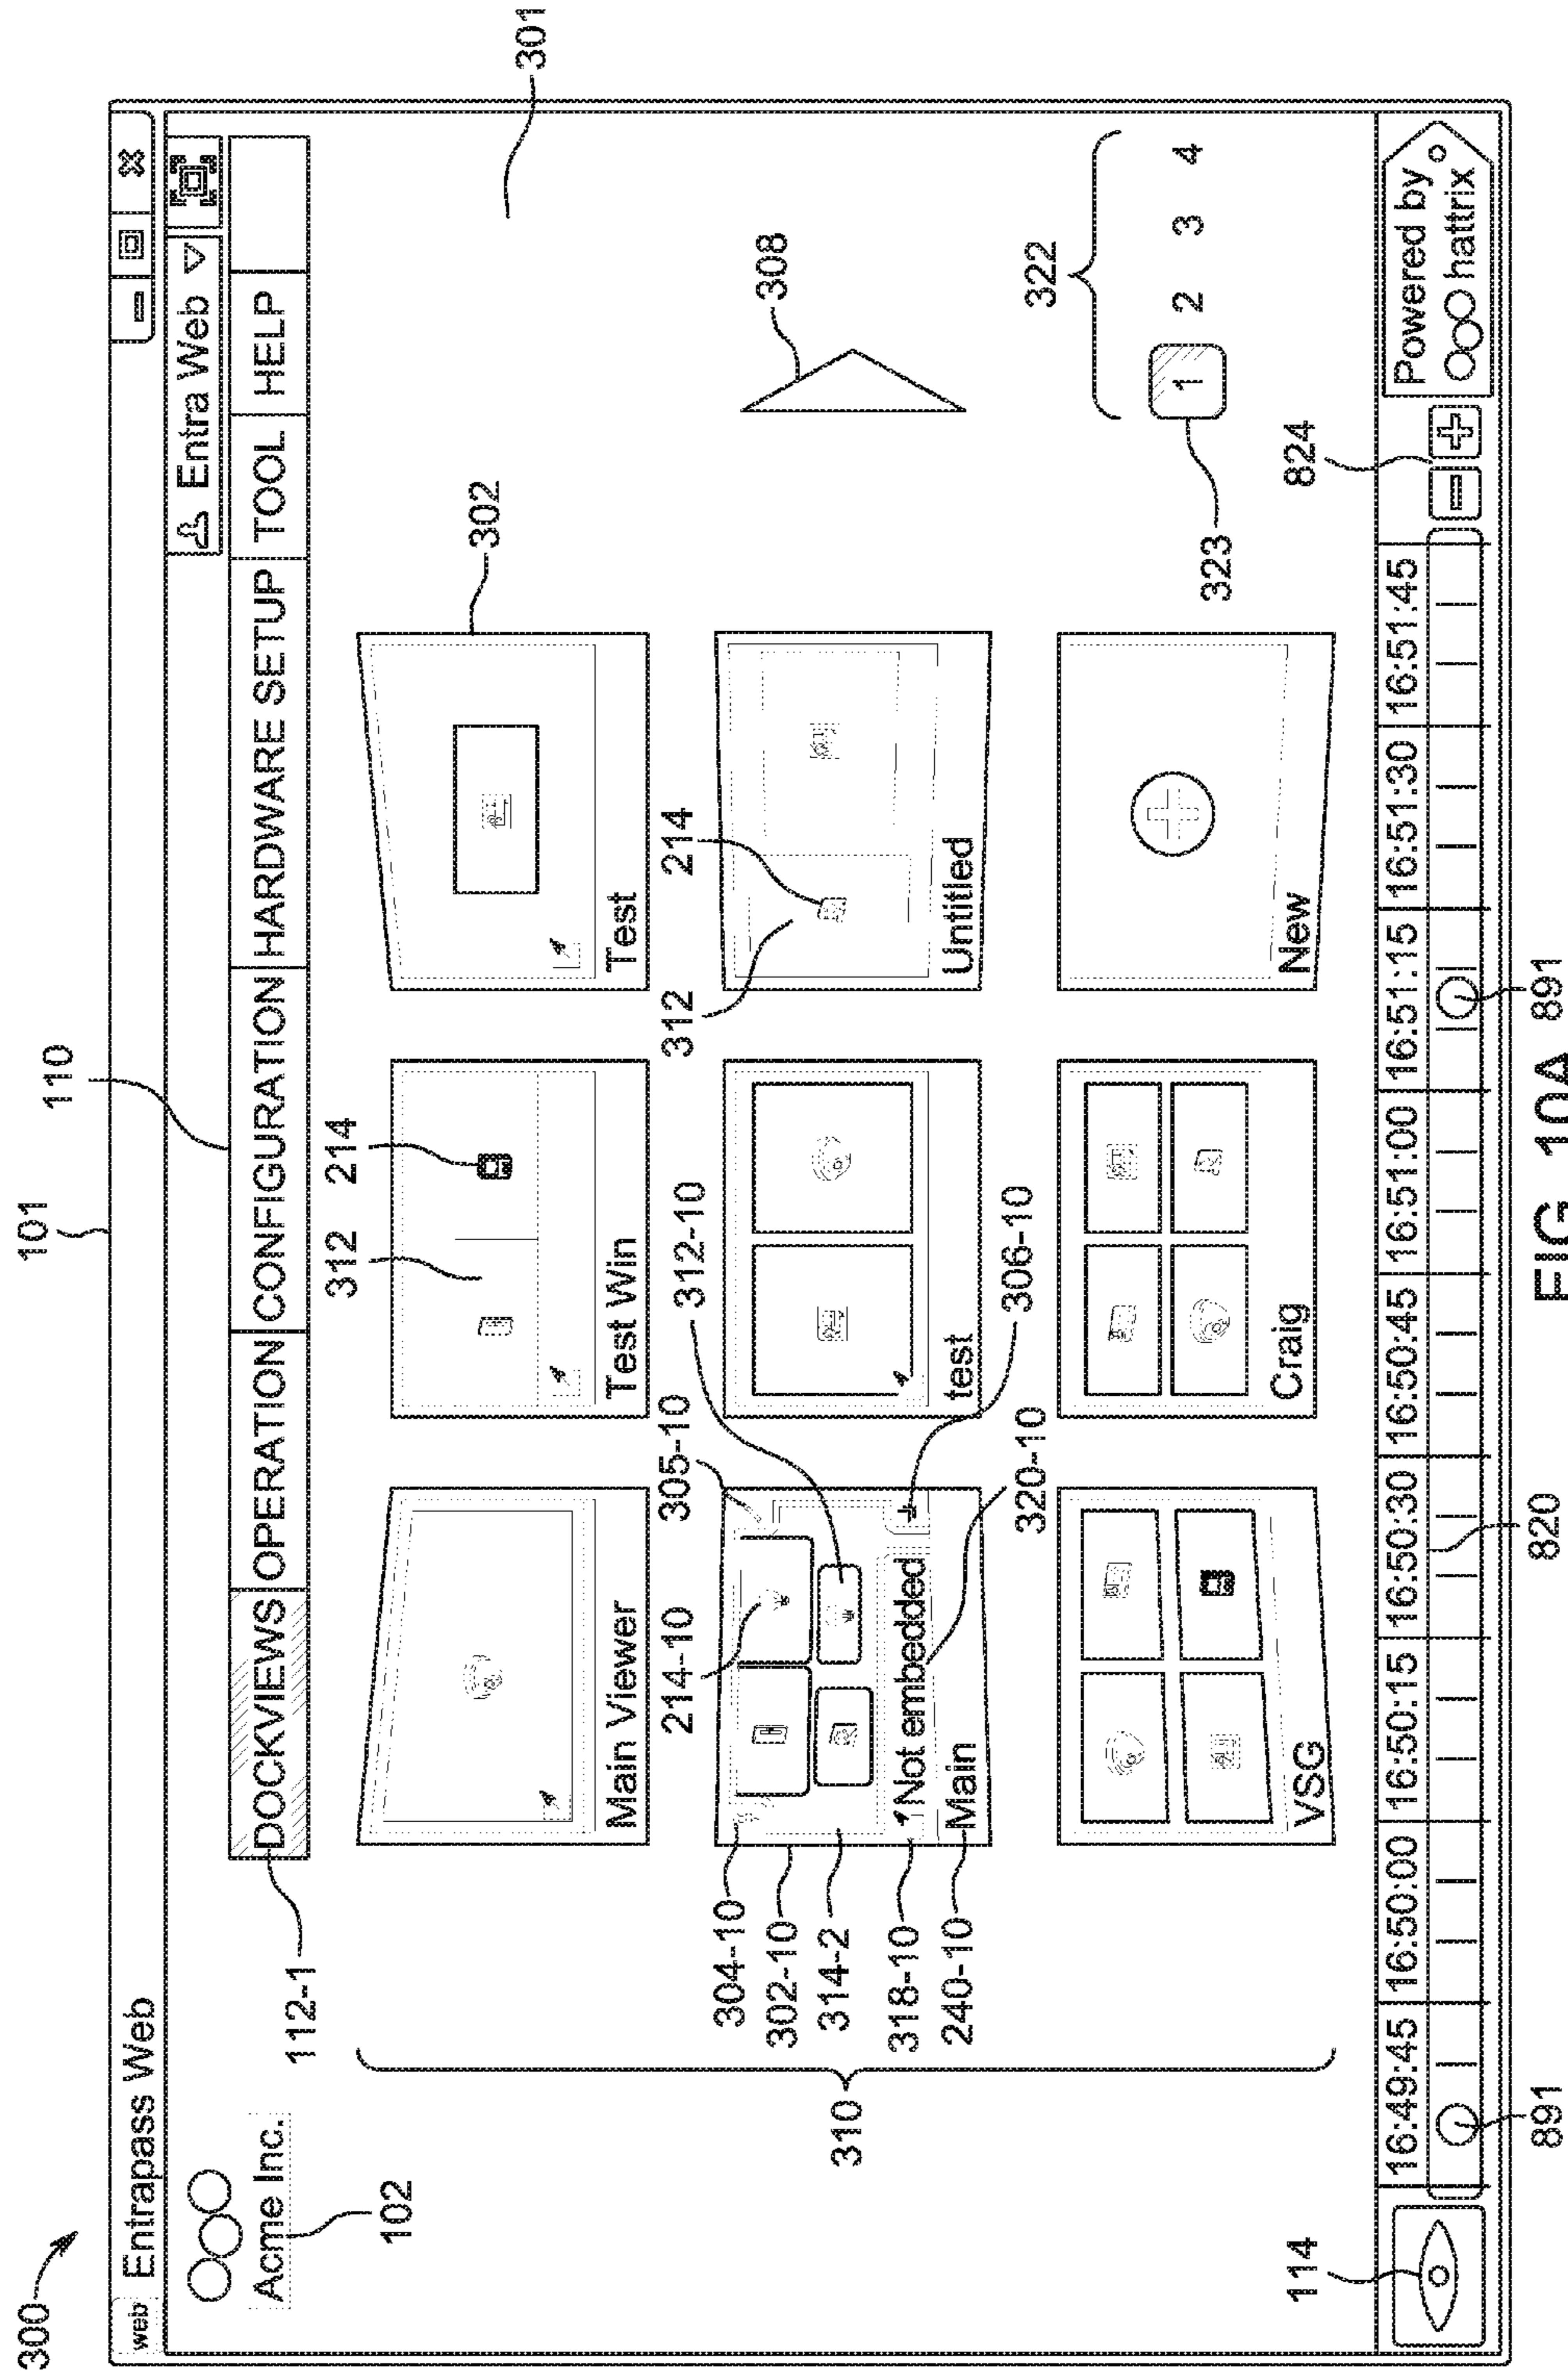 300
101
110
301
web Entrapass Web
Entra Web
Acme Inc.
102
112-1
DOCKVIEWS OPERATION CONFIGURATION HARDWARE SETUP TOOL HELP
312
214
302
Main Viewer
Test Win
Test
214-10
305-10
312-10
312
214
308
304-10
302-10
314-2
318-10
240-10
Not embedded
Main
test
Untitled
310
320-10
306-10
322
1 2 3 4
323
VSG
Craig
New
824
114
16:49:45 16:50:00 16:50:15 16:50:30 16:50:45 16:51:00 16:51:15 16:51:30 16:51:45
Powered by
hattrix
891
820
891
FIG. 10A